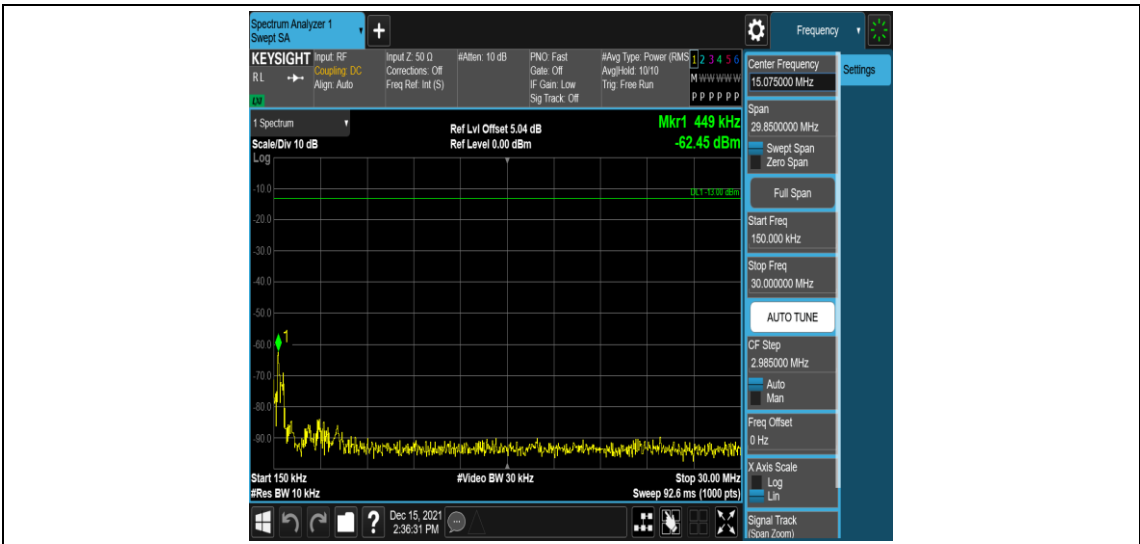 Spectrum Analyzer 1
Swept SA
+
Frequency
KEYSIGHT
RL
LXI
Input: RF
Coupling: DC
Align: Auto
Input Z: 50 Ω
Corrections: Off
Freq Ref: Int (S)
#Atten: 10 dB
PNO: Fast
Gate: Off
IF Gain: Low
Sig Track: Off
#Avg Type: Power (RMS
Avg|Hold: 10/10
Trig: Free Run
1 2 3 4 5 6
M W W W W W
P P P P P P
1 Spectrum
Scale/Div 10 dB
Log
Ref Lvl Offset 5.04 dB
Ref Level 0.00 dBm
Mkr1 449 kHz
-62.45 dBm
DL1 -13.00 dBm
-10.0
-20.0
-30.0
-40.0
-50.0
-60.0
-70.0
-80.0
-90.0
1
Start 150 kHz
#Res BW 10 kHz
#Video BW 30 kHz
Stop 30.00 MHz
Sweep 92.6 ms (1000 pts)
?
Dec 15, 2021
2:36:31 PM
Center Frequency
15.075000 MHz
Settings
Span
29.8500000 MHz
Swept Span
Zero Span
Full Span
Start Freq
150.000 kHz
Stop Freq
30.000000 MHz
AUTO TUNE
CF Step
2.985000 MHz
Auto
Man
Freq Offset
0 Hz
X Axis Scale
Log
Lin
Signal Track
(Span Zoom)